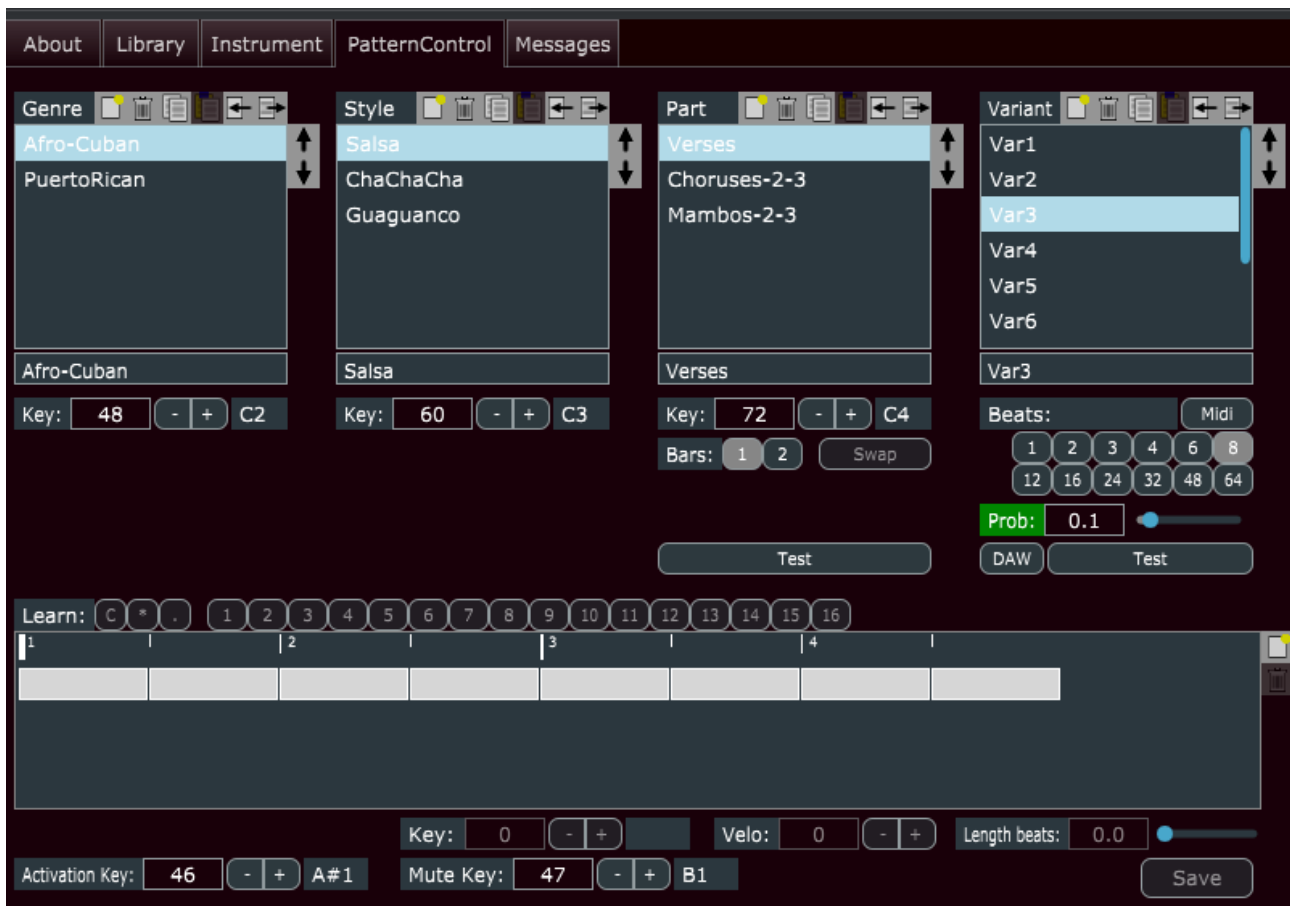 About Library Instrument PatternControl Messages
Genre Style Part Variant
Afro-Cuban Salsa Verses Var1
PuertoRican ChaChaCha Choruses-2-3 Var2
Guaguanco Mambos-2-3 Var3
Var4
Var5
Var6
Afro-Cuban Salsa Verses Var3
Key: 48 - + C2 Key: 60 - + C3 Key: 72 - + C4 Beats: Midi
Bars: 1 2 Swap 1 2 3 4 6 8
12 16 24 32 48 64
Prob: 0.1
Test DAW Test
Learn: C * . 1 2 3 4 5 6 7 8 9 10 11 12 13 14 15 16
1 2 3 4
Key: 0 - + Velo: 0 - + Length beats: 0.0
Activation Key: 46 - + A#1 Mute Key: 47 - + B1 Save